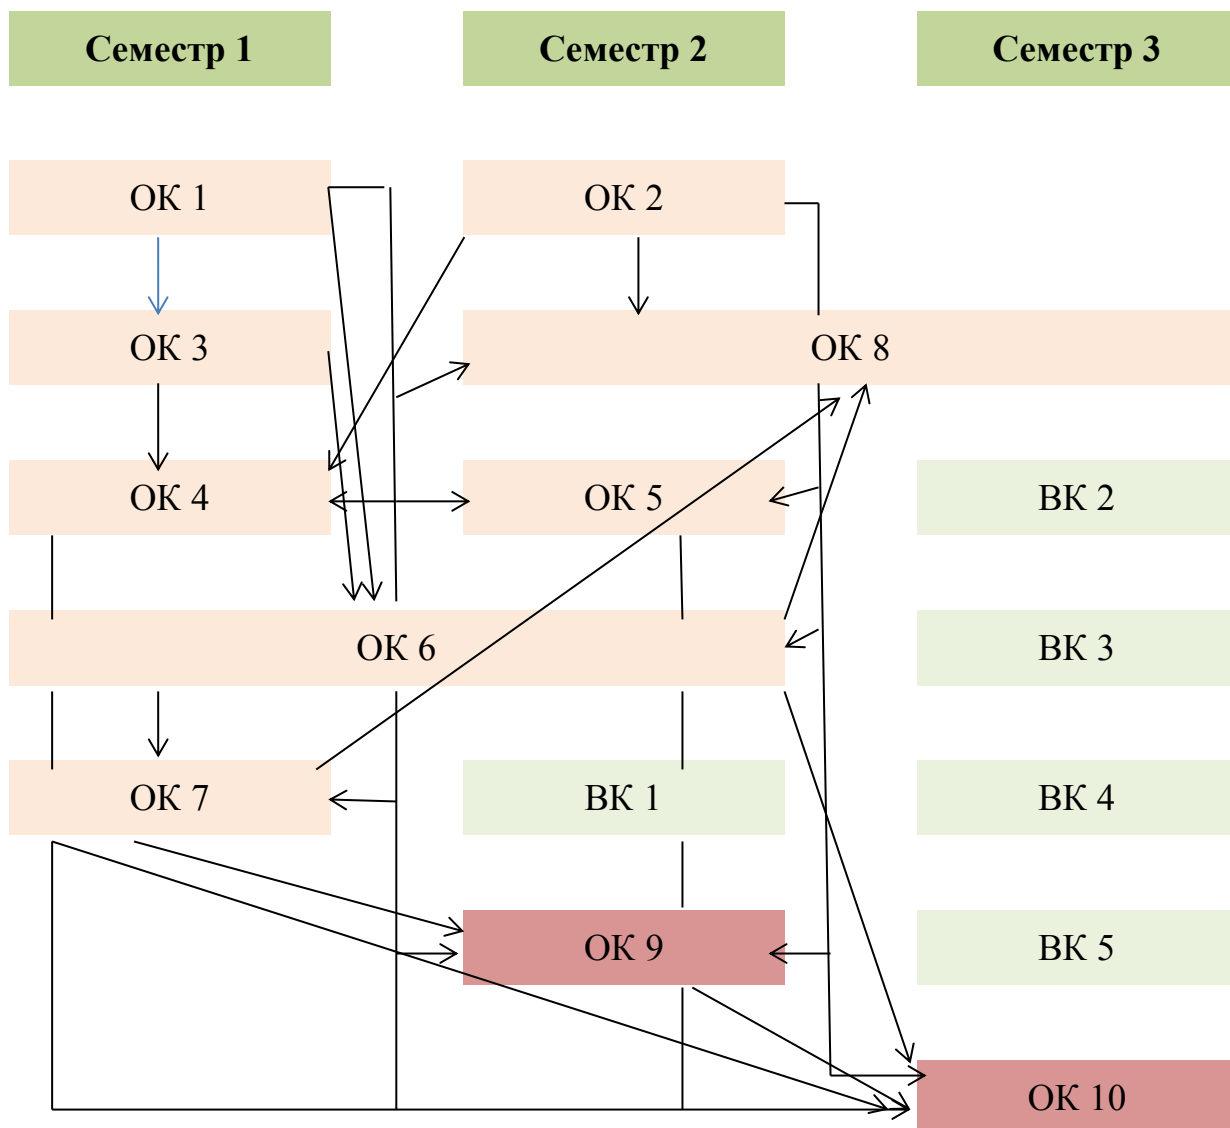 Семестр 1 Семестр 2 Семестр 3
ОК 1 ОК 2
ОК 3 ОК 8
ОК 4 ОК 5 ВК 2
ОК 6 ВК 3
ОК 7 ВК 1 ВК 4
ОК 9 ВК 5
ОК 10